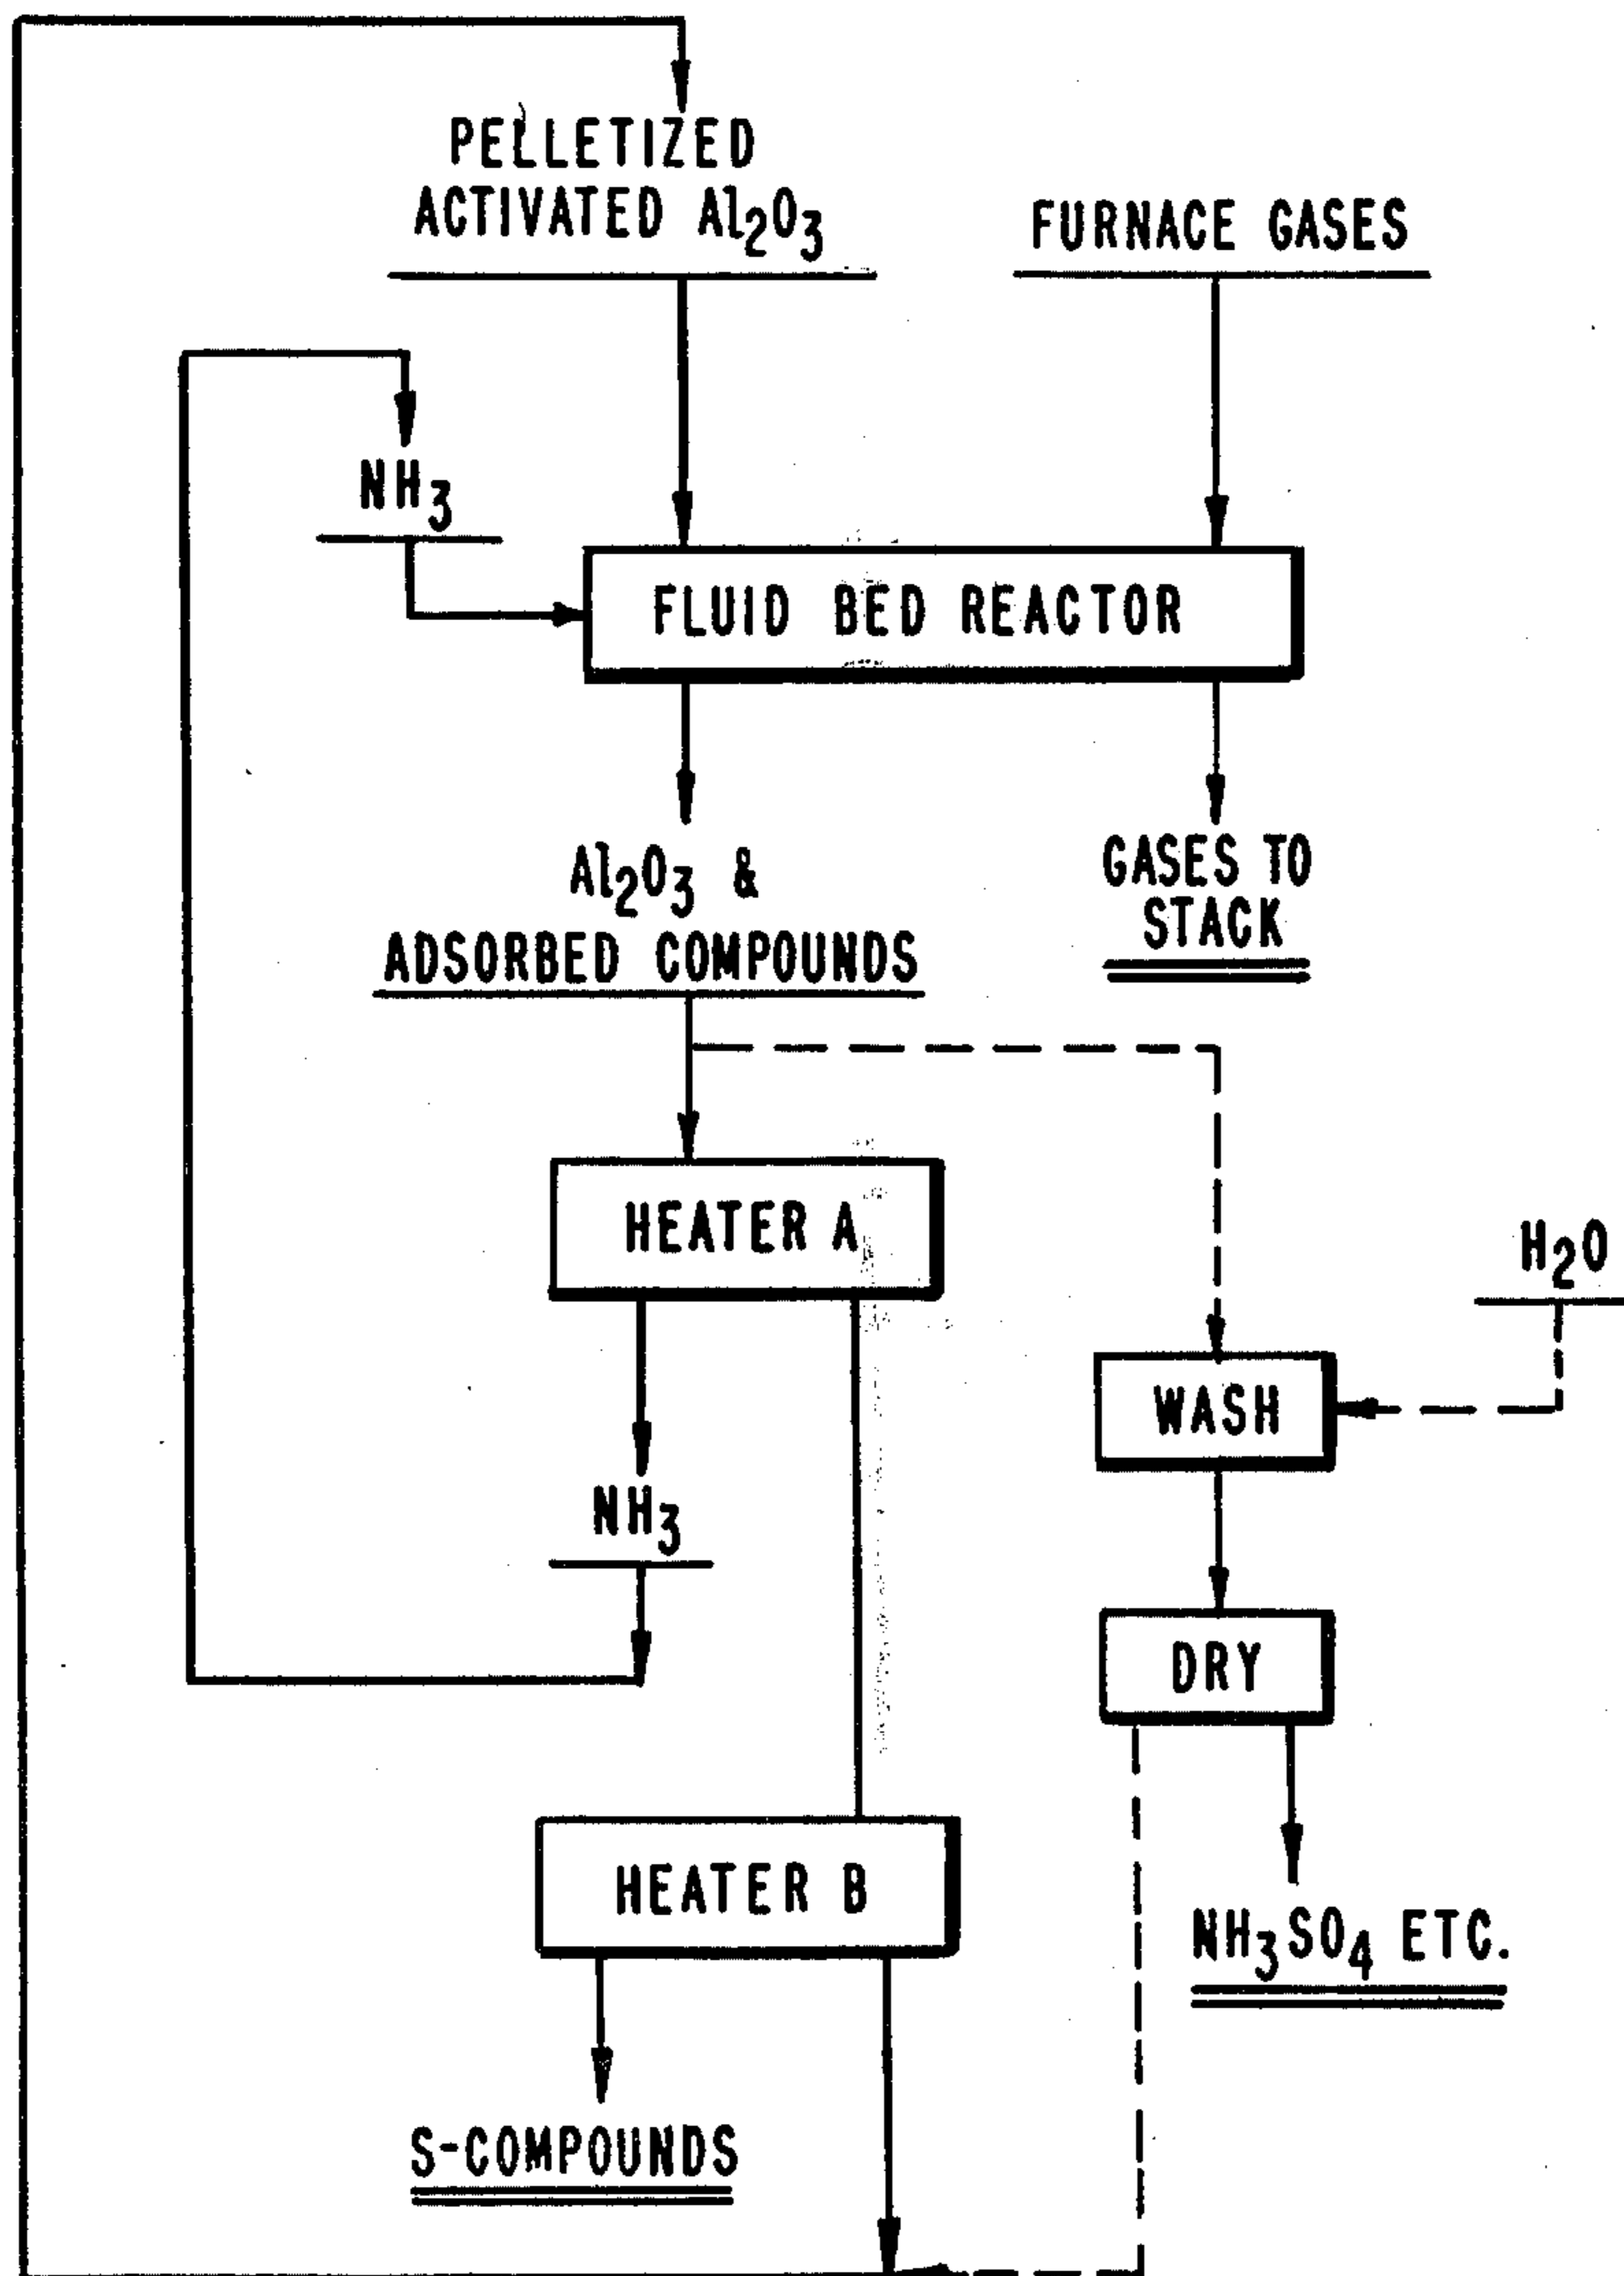 PELLETIZED
ACTIVATED Al₂O₃
FURNACE GASES
NH₃
FLUID BED REACTOR
Al₂O₃ &
ADSORBED COMPOUNDS
GASES TO
STACK
HEATER A
H₂O
WASH
NH₃
DRY
HEATER B
NH₃SO₄ ETC.
S-COMPOUNDS